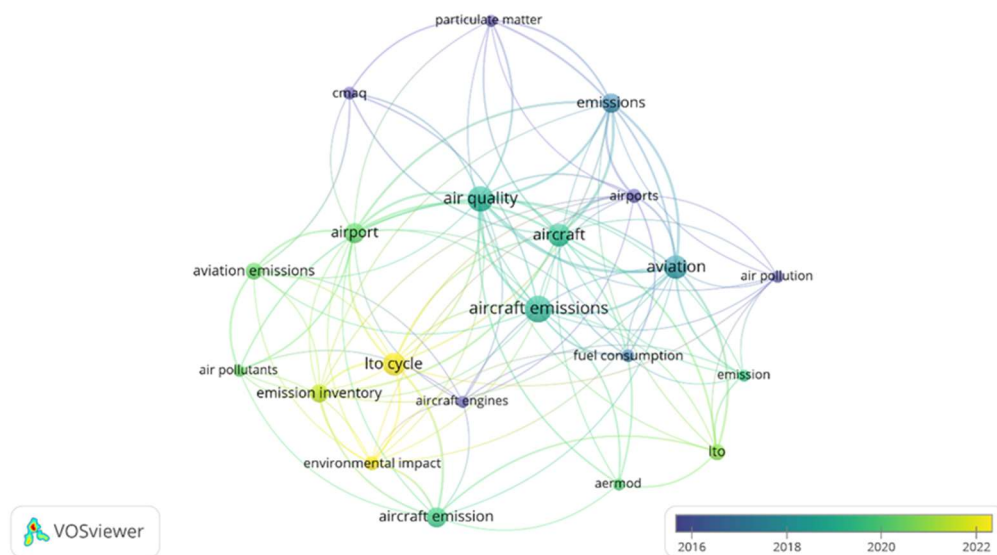 particulate matter
cmaq
emissions
air quality
airports
airport
aircraft
aviation emissions
aviation
air pollution
aircraft emissions
fuel consumption
lto cycle
air pollutants
emission
emission inventory
aircraft engines
lto
environmental impact
aermod
aircraft emission
VOSviewer
2016 2018 2020 2022